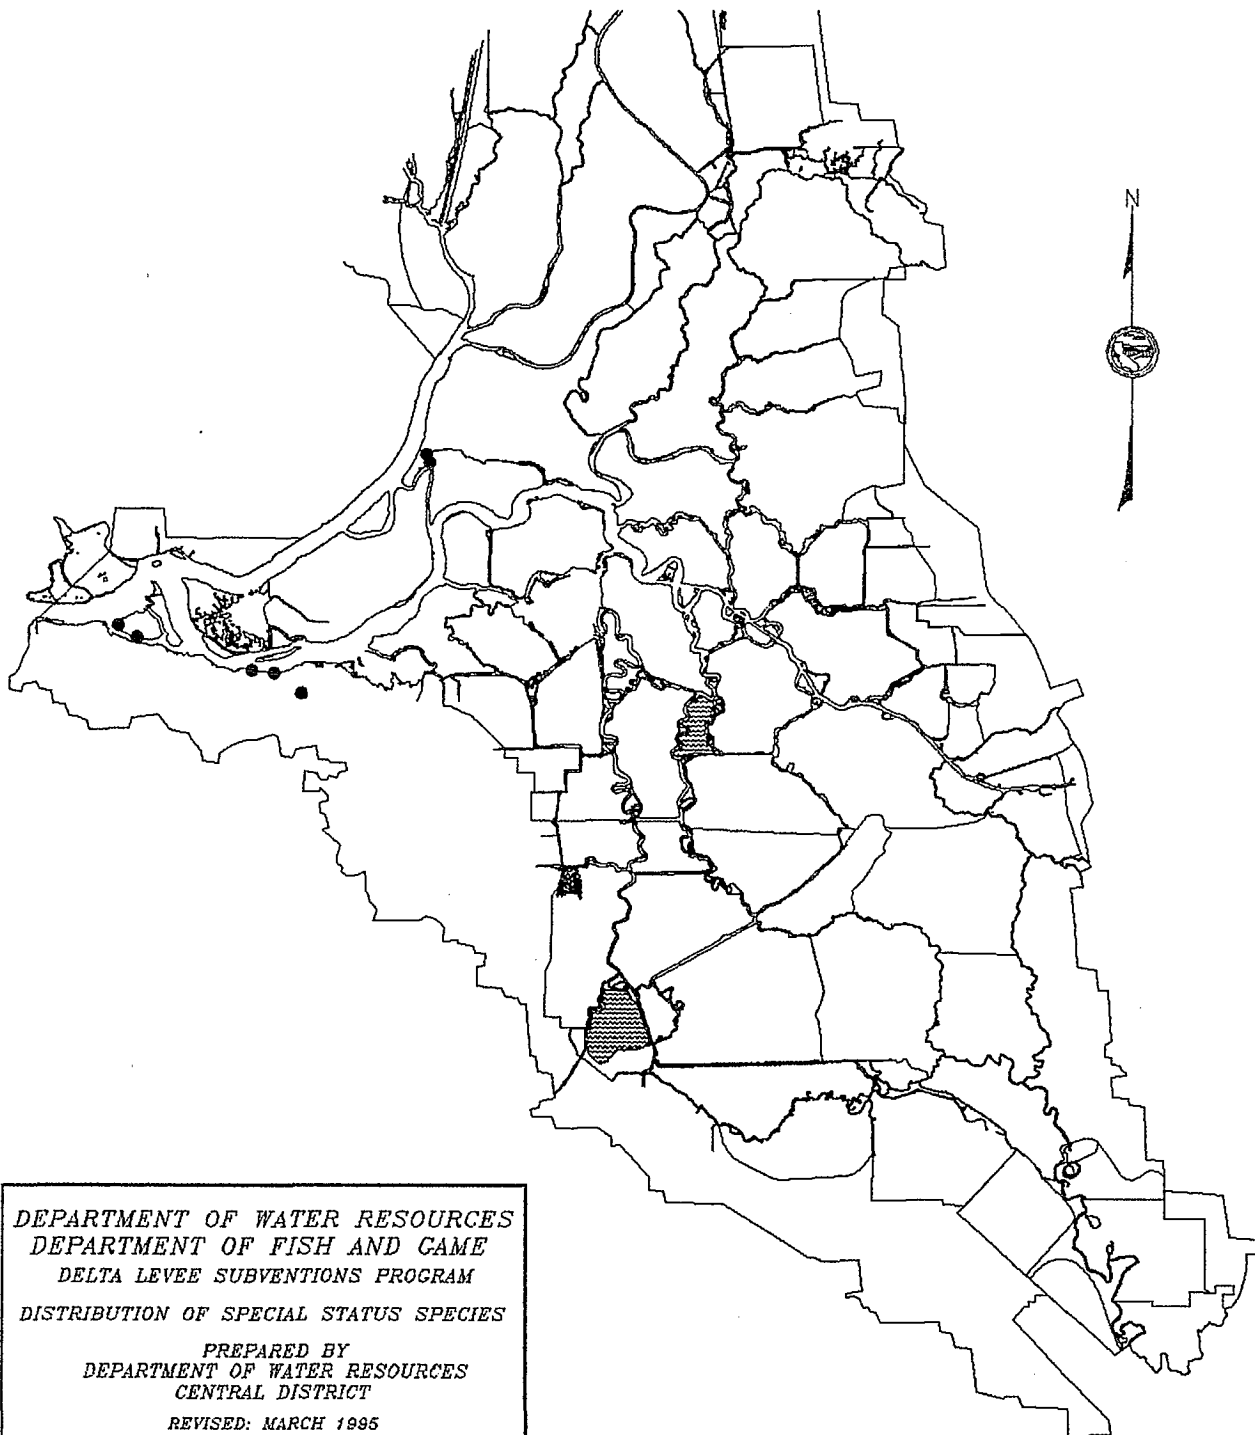 N
DEPARTMENT OF WATER RESOURCES
DEPARTMENT OF FISH AND GAME
DELTA LEVEE SUBVENTIONS PROGRAM
DISTRIBUTION OF SPECIAL STATUS SPECIES
PREPARED BY
DEPARTMENT OF WATER RESOURCES
CENTRAL DISTRICT
REVISED: MARCH 1995